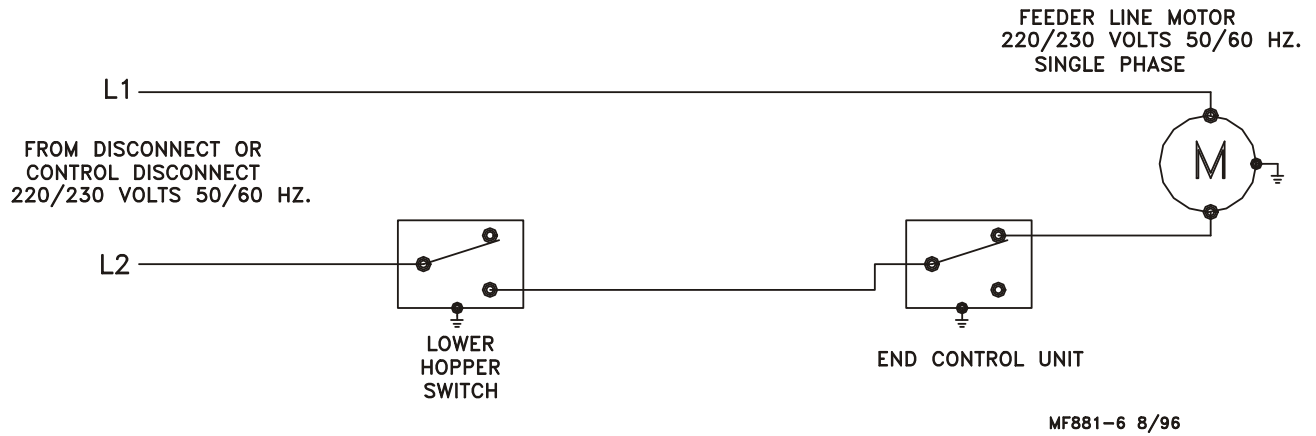 FEEDER LINE MOTOR
220/230 VOLTS 50/60 HZ.
SINGLE PHASE
L1
FROM DISCONNECT OR
CONTROL DISCONNECT
220/230 VOLTS 50/60 HZ.
M
L2
LOWER
HOPPER
SWITCH
END CONTROL UNIT
MF881-6 8/96